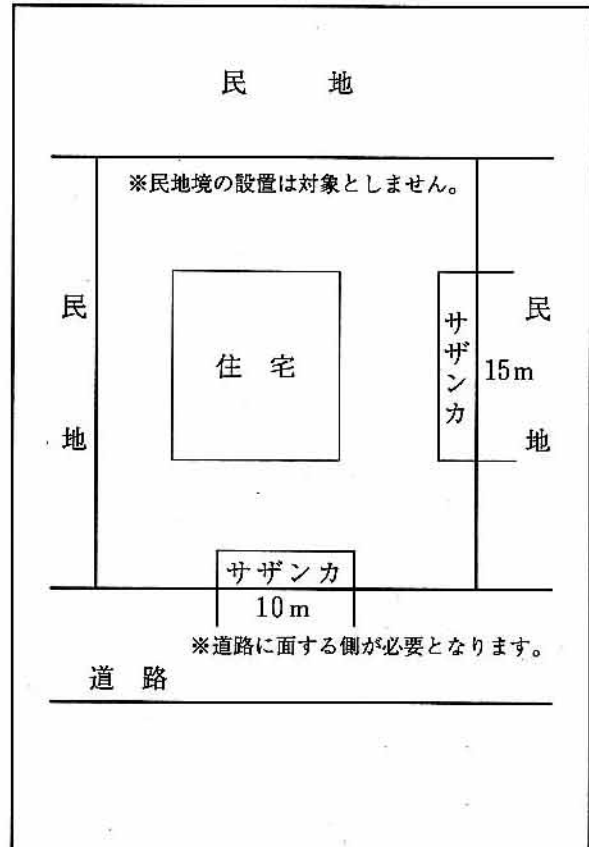 民　地
※民地境の設置は対象としません。
民地
住宅
サザンカ
15m
民地
サザンカ
10m
※道路に面する側が必要となります。
道路